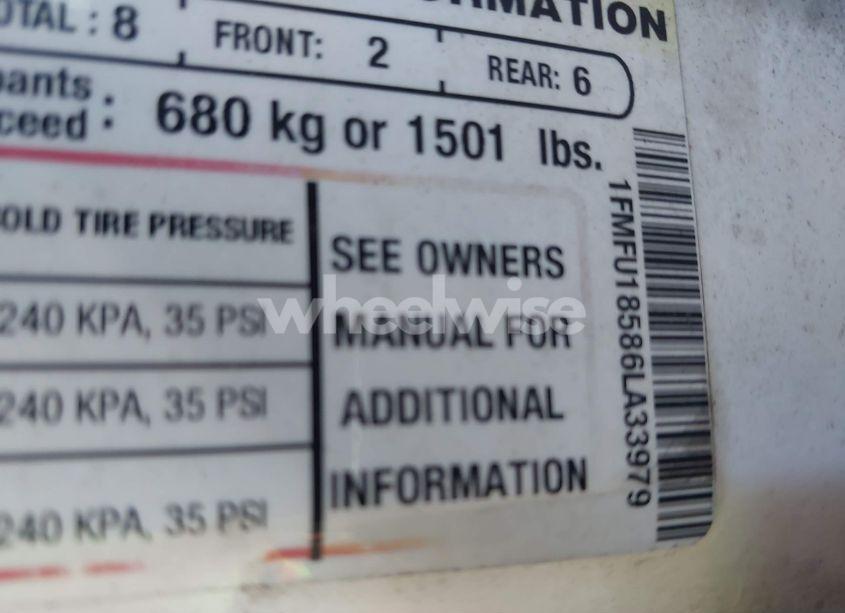 ORMATION
OTAL : 8 FRONT: 2 REAR: 6
pants
ceed : 680 kg or 1501 lbs.
OLD TIRE PRESSURE
240 KPA, 35 PSI
240 KPA, 35 PSI
240 KPA, 35 PSI
SEE OWNERS
MANUAL FOR
ADDITIONAL
INFORMATION
1FMFU18586LA33979
wheelwise